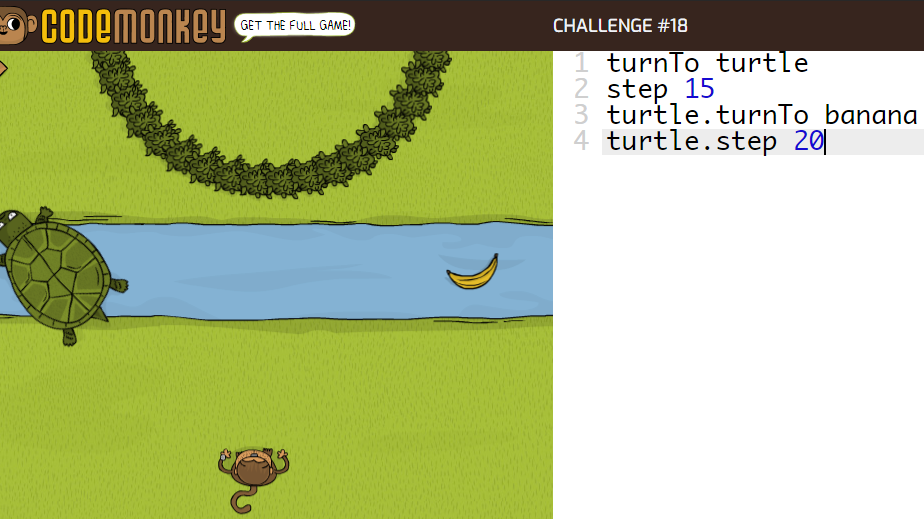 CODEMONKEY GET THE FULL GAME! CHALLENGE #18
1 turnTo turtle
2 step 15
3 turtle.turnTo banana
4 turtle.step 20